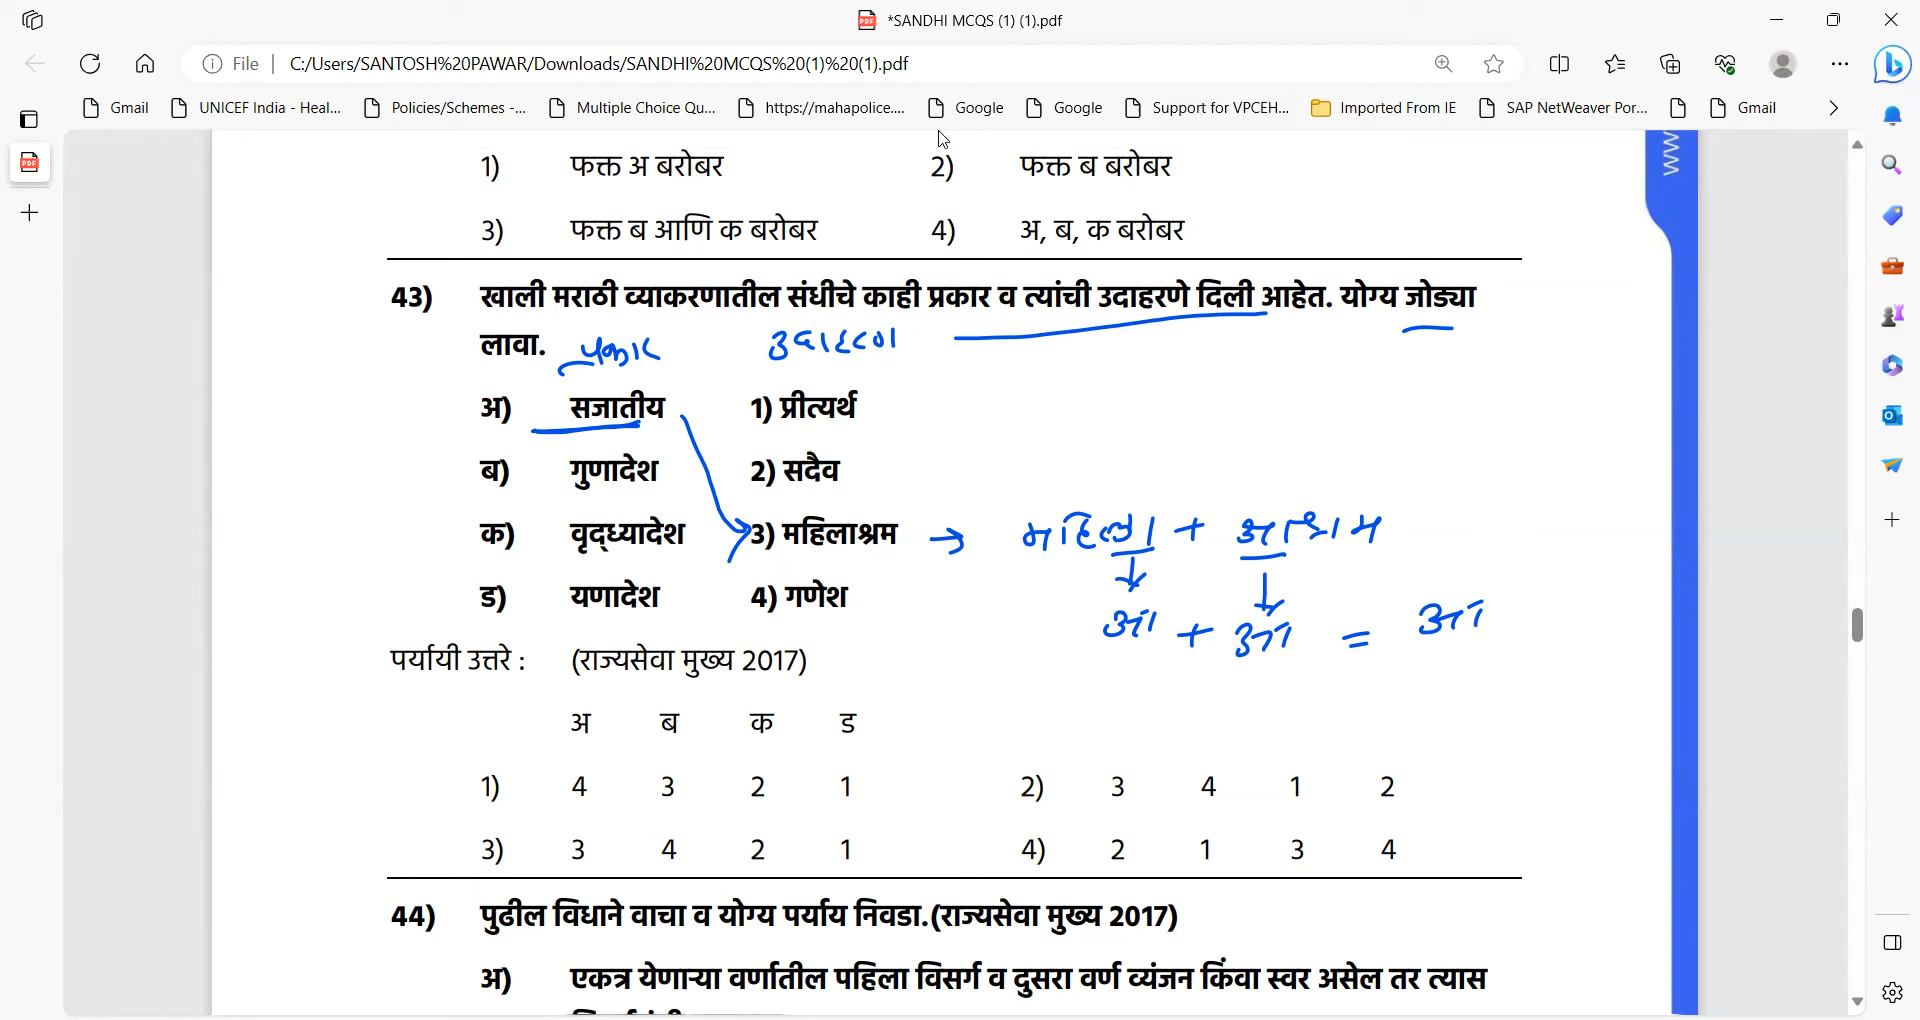 *SANDHI MCQS (1) (1).pdf
File | C:/Users/SANTOSH%20PAWAR/Downloads/SANDHI%20MCQS%20(1)%20(1).pdf
Gmail UNICEF India - Heal... Policies/Schemes -... Multiple Choice Qu... https://mahapolice.... Google Google Support for VPCEH... Imported From IE SAP NetWeaver Por... Gmail
WW
1) फक्त अ बरोबर 2) फक्त ब बरोबर
3) फक्त ब आणि क बरोबर 4) अ, ब, क बरोबर
43) खाली मराठी व्याकरणातील संधीचे काही प्रकार व त्यांची उदाहरणे दिली आहेत. योग्य जोड्या
लावा. प्रकार उदाहरण
अ) सजातीय 1) प्रीत्यर्थ
ब) गुणादेश 2) सदैव
क) वृद्ध्यादेश 3) महिलाश्रम → महिला + आश्रम
ड) यणादेश 4) गणेश
आ + आ = आ
पर्यायी उत्तरे : (राज्यसेवा मुख्य 2017)
अ ब क ड
1) 4 3 2 1 2) 3 4 1 2
3) 3 4 2 1 4) 2 1 3 4
44) पुढील विधाने वाचा व योग्य पर्याय निवडा.(राज्यसेवा मुख्य 2017)
अ) एकत्र येणाऱ्या वर्णातील पहिला विसर्ग व दुसरा वर्ण व्यंजन किंवा स्वर असेल तर त्यास